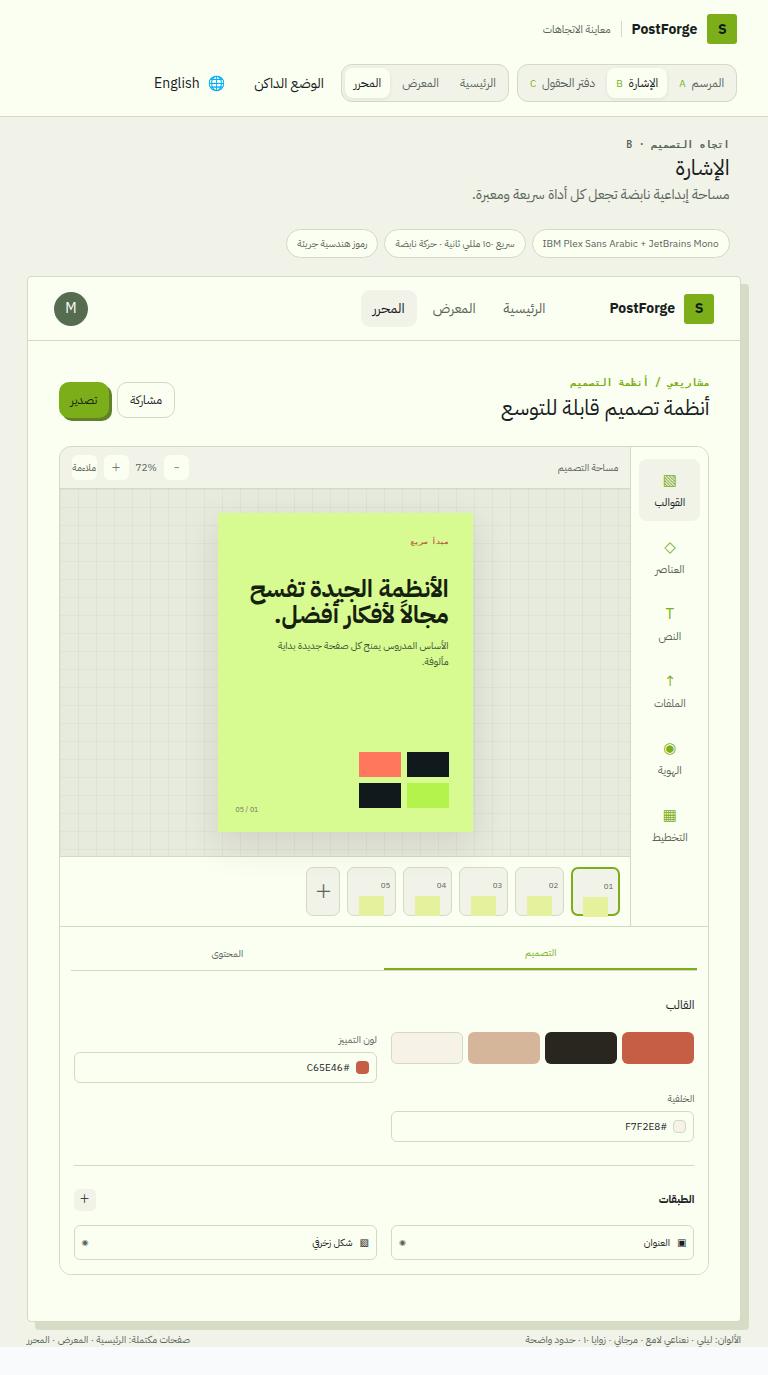 S PostForge معاينة الاتجاهات
المرسم A الإشارة B دفتر الحقول C الرئيسية المعرض المحرر الوضع الداكن 🌐 English
اتجاه التصميم · B
الإشارة
مساحة إبداعية نابضة تجعل كل أداة سريعة ومعبرة.
IBM Plex Sans Arabic + JetBrains Mono سريع ١٥٠ مللي ثانية · حركة نابضة رموز هندسية جريئة
S PostForge الرئيسية المعرض المحرر M
مشاريعي / أنظمة التصميم
أنظمة تصميم قابلة للتوسع
مشاركة تصدير
القوالب
العناصر
T
النص
الملفات
الهوية
التخطيط
مساحة التصميم - 72% + ملاءمة
مبدأ سريع
الأنظمة الجيدة تفسح
مجالاً لأفكار أفضل.
الأساس المدروس يمنح كل صفحة جديدة بداية
مألوفة.
05 / 01
01 02 03 04 05 +
التصميم المحتوى
القالب
لون التمييز
C65E46#
الخلفية
F7F2E8#
الطبقات +
العنوان شكل زخرفي
الألوان: ليلي · نعناعي لامع · مرجاني · زوايا ١٠ · حدود واضحة صفحات مكتملة: الرئيسية · المعرض · المحرر